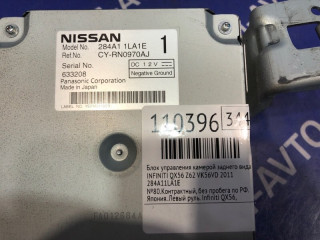 NISSAN
Model No. 284A1 1LA1E 1
Ref.No. CY-RN0970AJ
Serial No. DC 12V
633208 Negative Ground
Panasonic Corporation
Made in Japan
110396 341
Блок управления камерой заднего вида
INFINITI QX56 Z62 VK56VD 2011
284A11LA1E
№80.Контрактный, без пробега по РФ.
Япония. Левый руль. Infiniti QX56,